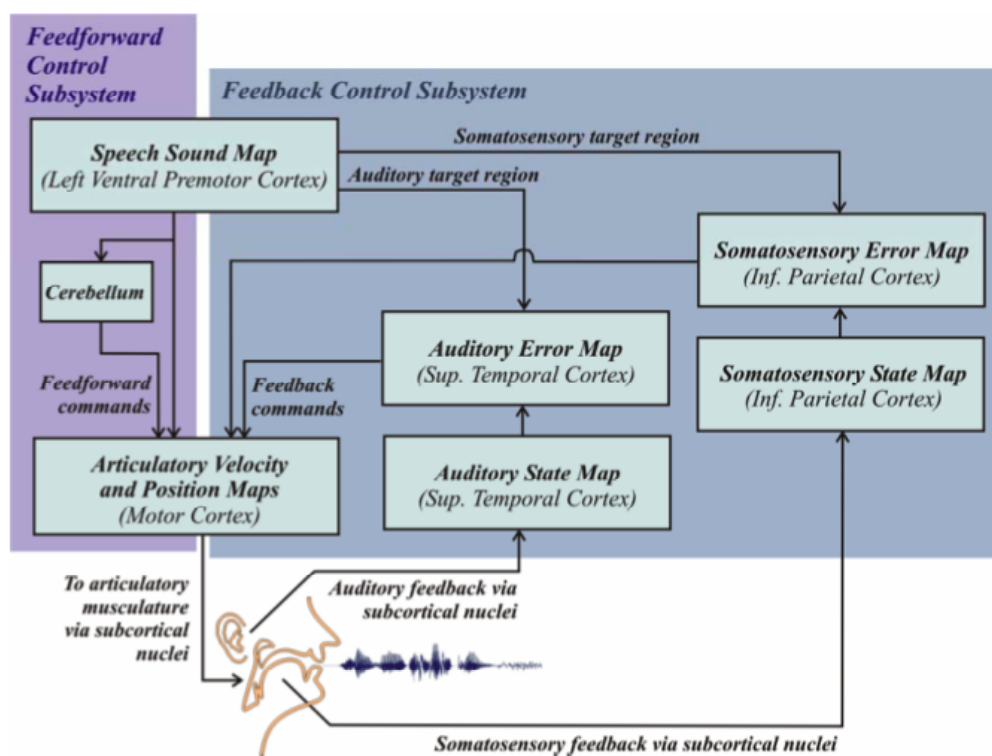 Feedforward
Control
Subsystem
Feedback Control Subsystem
Speech Sound Map
(Left Ventral Premotor Cortex)
Somatosensory target region
Auditory target region
Cerebellum
Somatosensory Error Map
(Inf. Parietal Cortex)
Auditory Error Map
(Sup. Temporal Cortex)
Somatosensory State Map
(Inf. Parietal Cortex)
Feedforward
commands
Feedback
commands
Articulatory Velocity
and Position Maps
(Motor Cortex)
Auditory State Map
(Sup. Temporal Cortex)
To articulatory
musculature
via subcortical
nuclei
Auditory feedback via
subcortical nuclei
Somatosensory feedback via subcortical nuclei